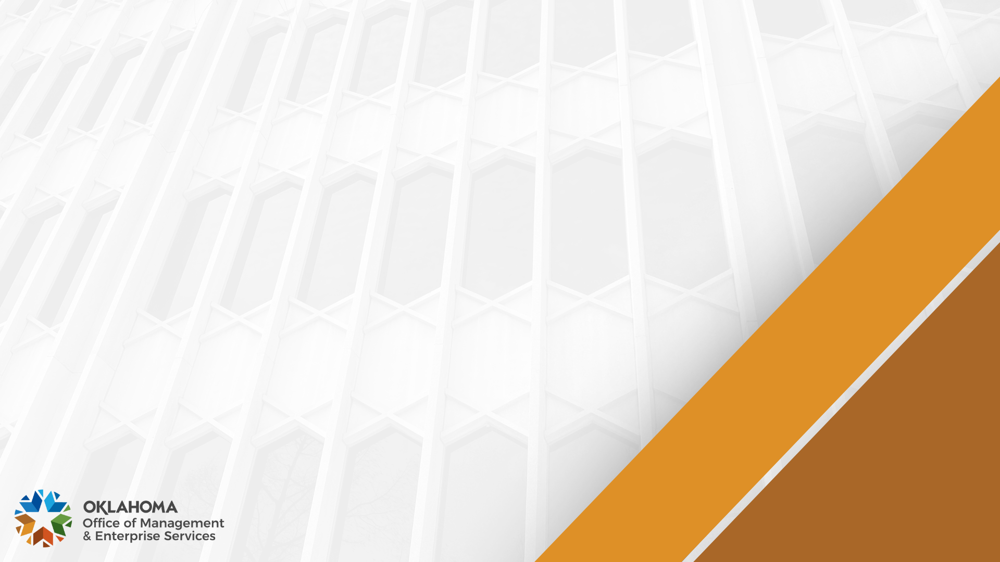 OKLAHOMA
Office of Management
& Enterprise Services